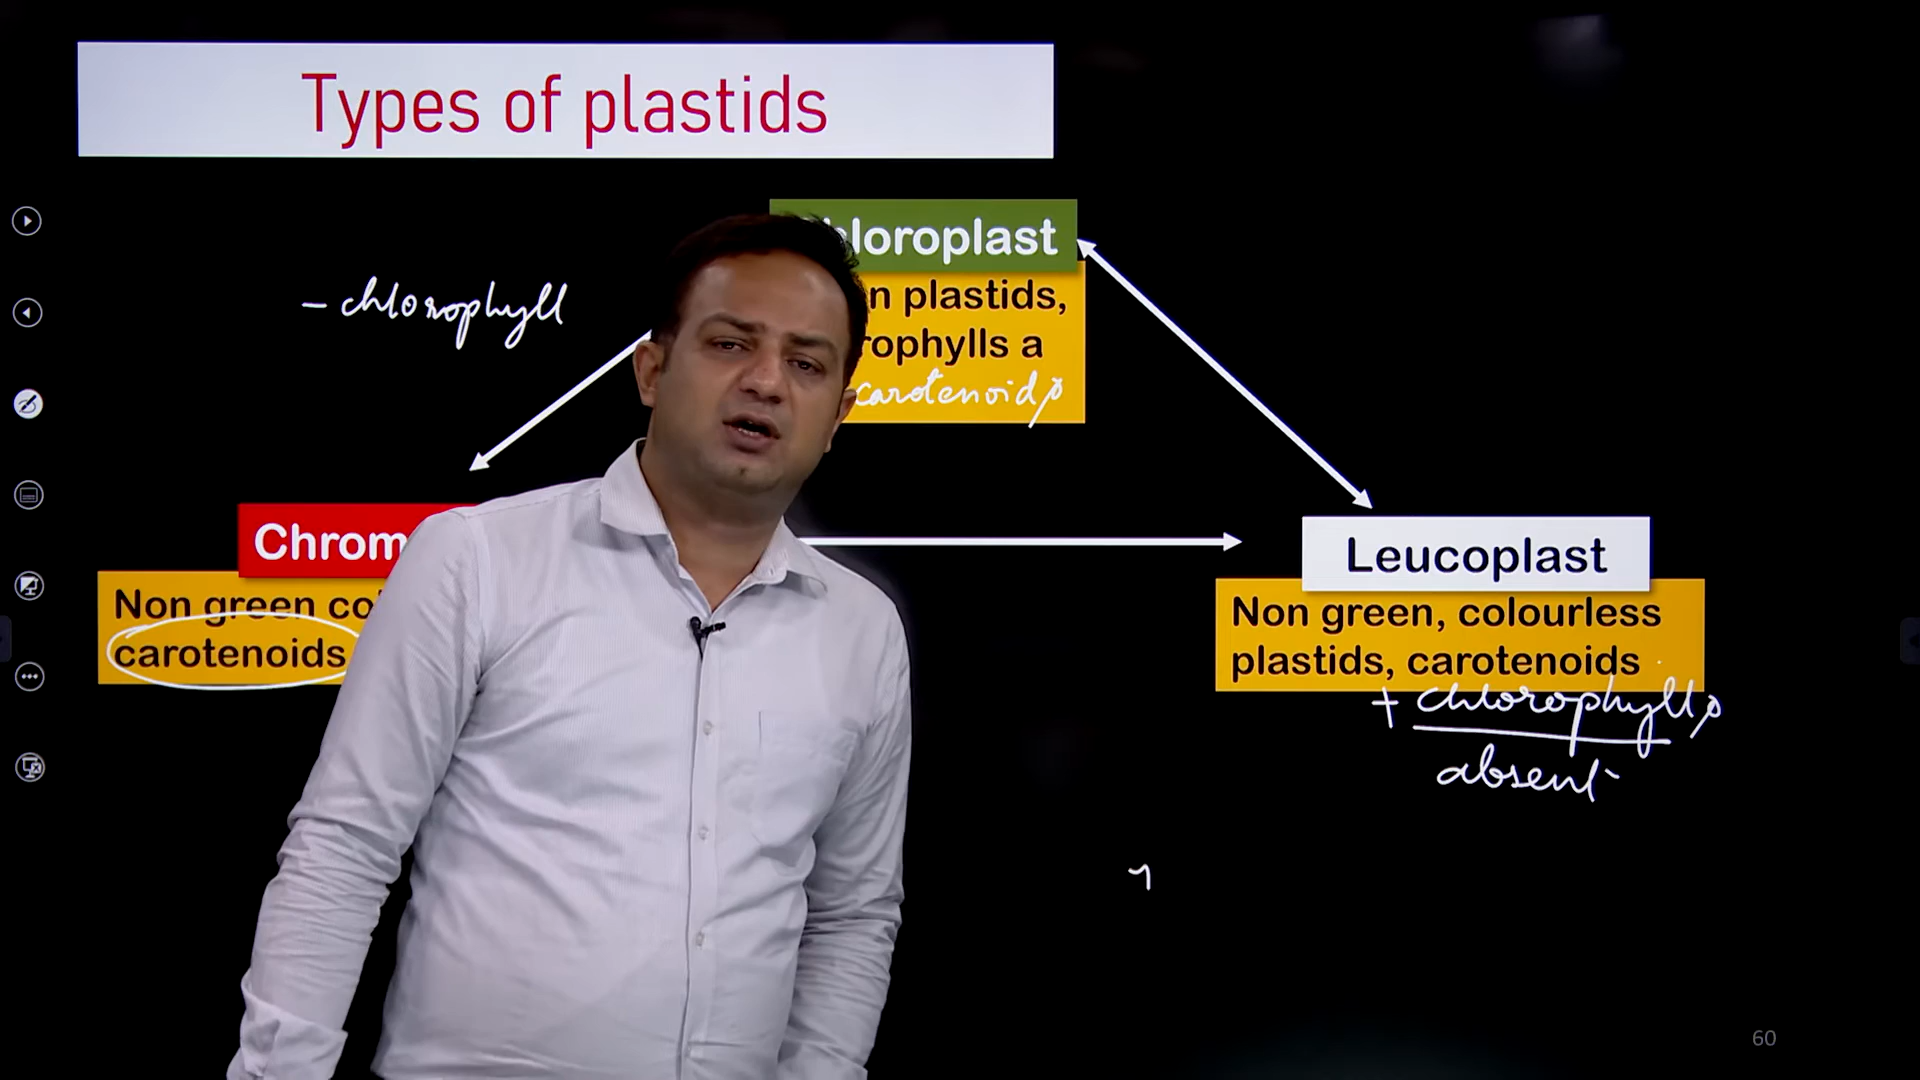 Types of plastids
hloroplast
n plastids,
rophylls a
carotenoids
- chlorophyll
Chrom
Non green co
carotenoids
Leucoplast
Non green, colourless
plastids, carotenoids
+ chlorophylls
absent
60